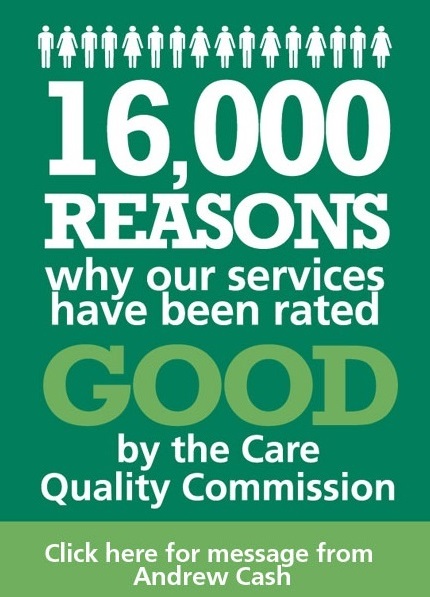 16,000
REASONS
why our services
have been rated
GOOD
by the Care
Quality Commission
Click here for message from
Andrew Cash